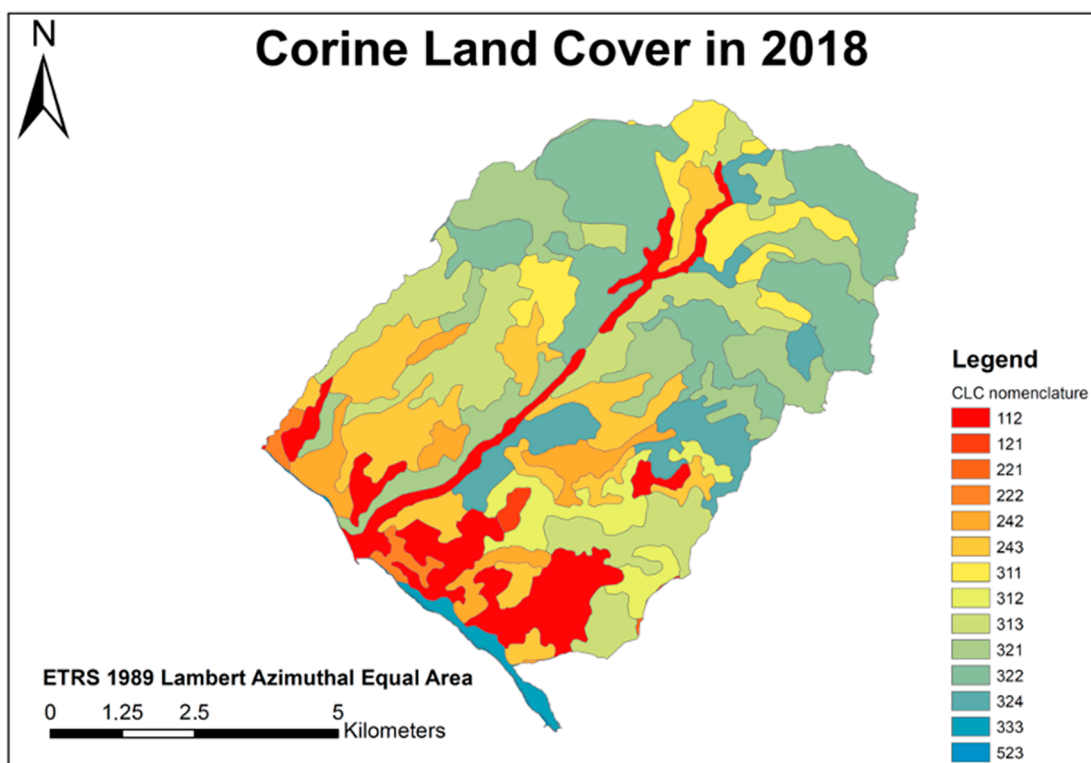 N
Corine Land Cover in 2018
Legend
CLC nomenclature
112
121
221
222
242
243
311
312
313
321
322
324
333
523
ETRS 1989 Lambert Azimuthal Equal Area
0 1.25 2.5 5
Kilometers